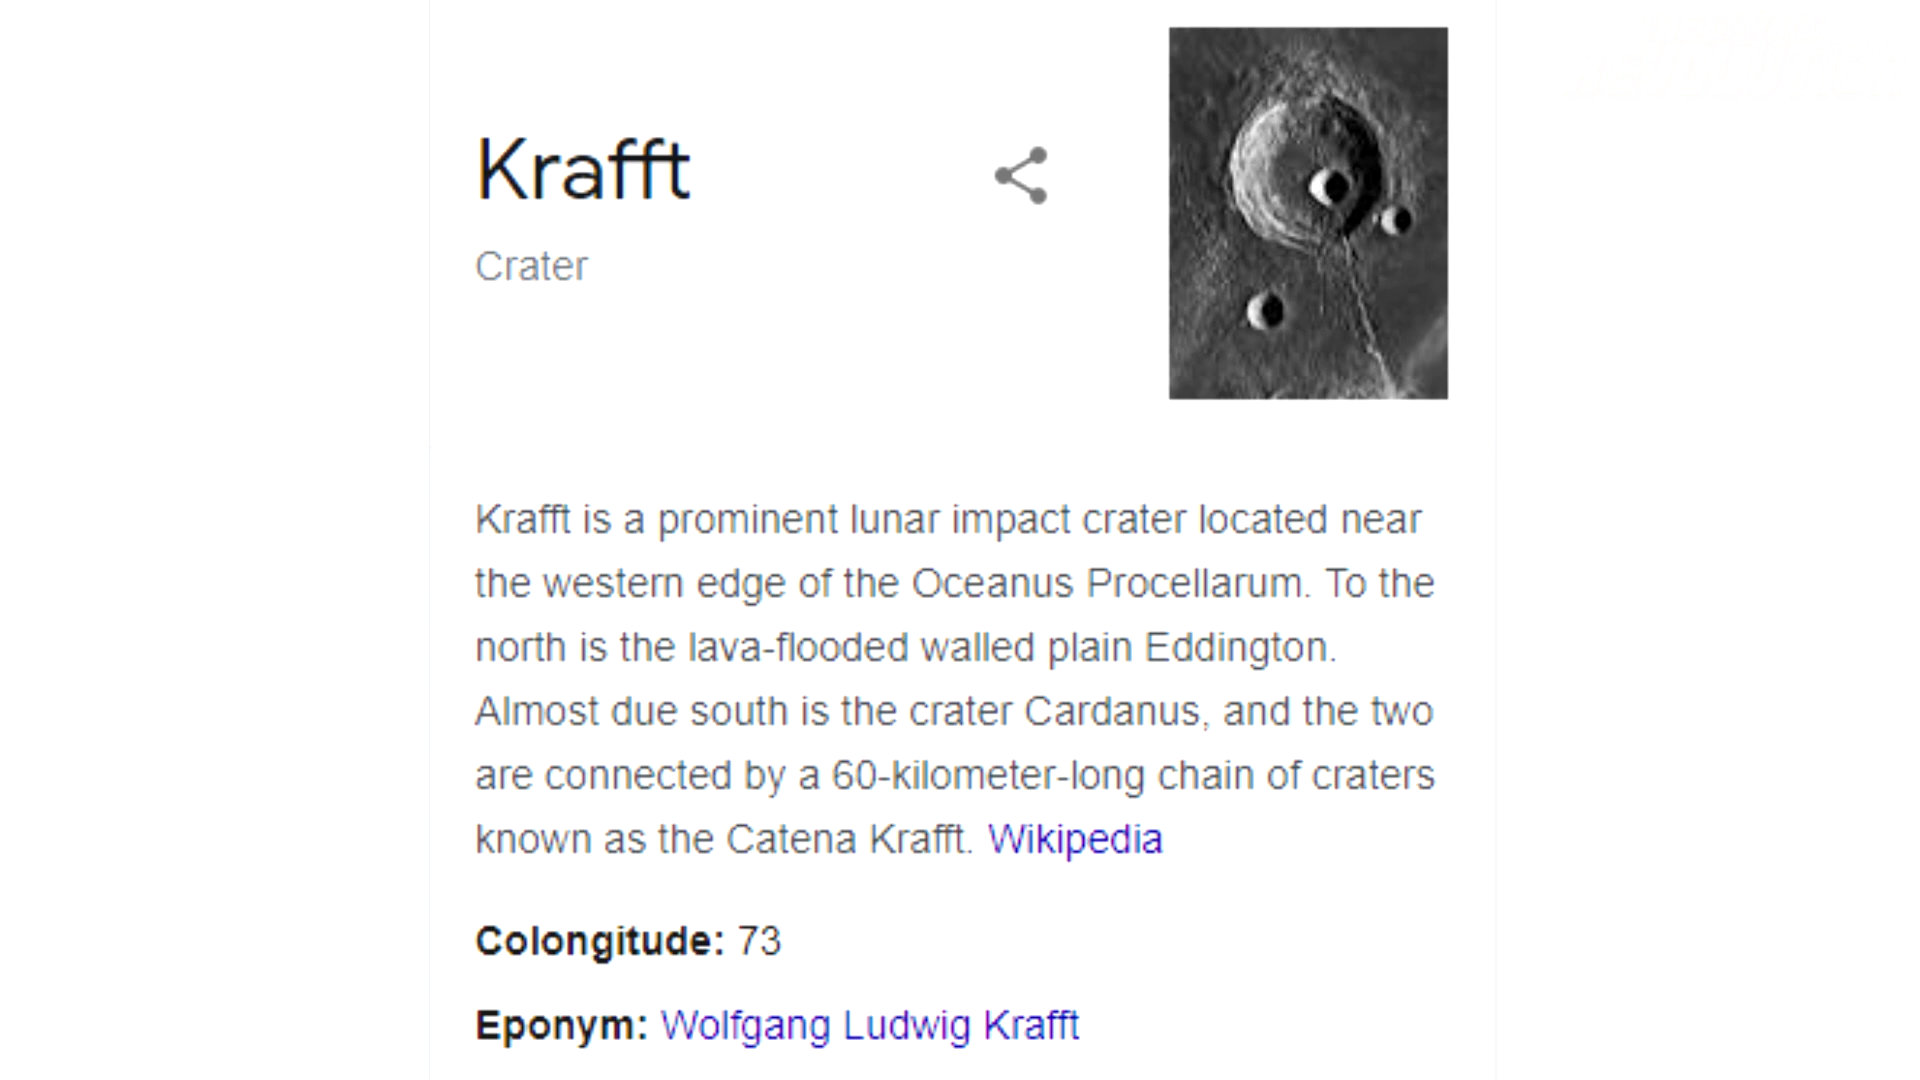 Krafft
Crater
Krafft is a prominent lunar impact crater located near
the western edge of the Oceanus Procellarum. To the
north is the lava-flooded walled plain Eddington.
Almost due south is the crater Cardanus, and the two
are connected by a 60-kilometer-long chain of craters
known as the Catena Krafft. Wikipedia
Colongitude: 73
Eponym: Wolfgang Ludwig Krafft